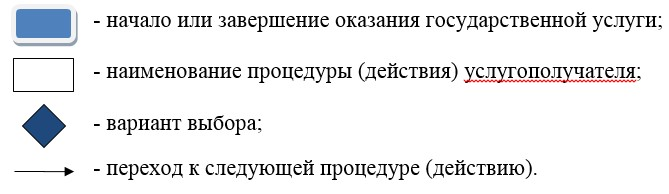 - начало или завершение оказания государственной услуги;
- наименование процедуры (действия) услугополучателя;
- вариант выбора;
- переход к следующей процедуре (действию).